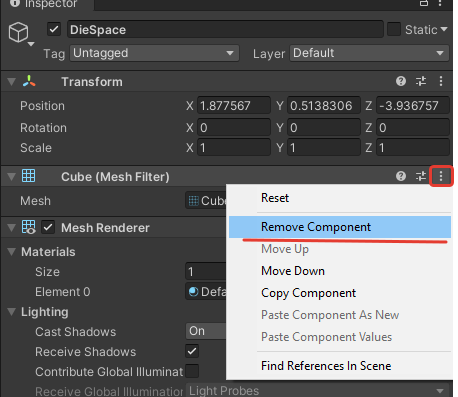 Inspector
DieSpace
Static
Tag Untagged Layer Default
Transform
Position X 1.877567 Y 0.5138306 Z -3.936757
Rotation X 0 Y 0 Z 0
Scale X 1 Y 1 Z 1
Cube (Mesh Filter)
Mesh Cube
Reset
Mesh Renderer
Remove Component
Move Up
Materials
Size 1
Move Down
Element 0 Defa
Copy Component
Lighting
Paste Component As New
Cast Shadows On
Paste Component Values
Receive Shadows
Find References In Scene
Contribute Global Illuminat
Receive Global Illumination Light Probes